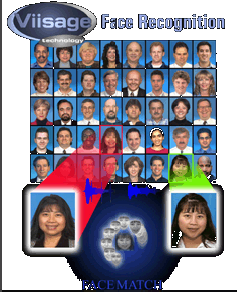 Viisage
technology
Face Recognition
FACE MATCH